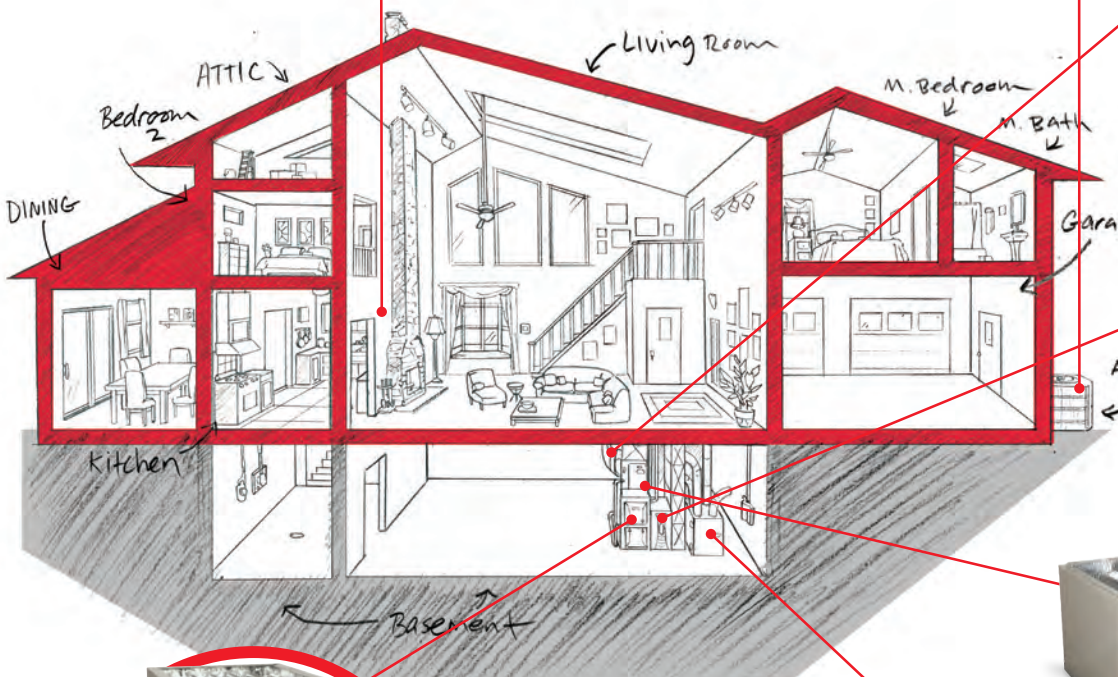 Living Room
ATTIC
M. Bedroom
Bedroom
2
M. Bath
DINING
Kitchen
Basement